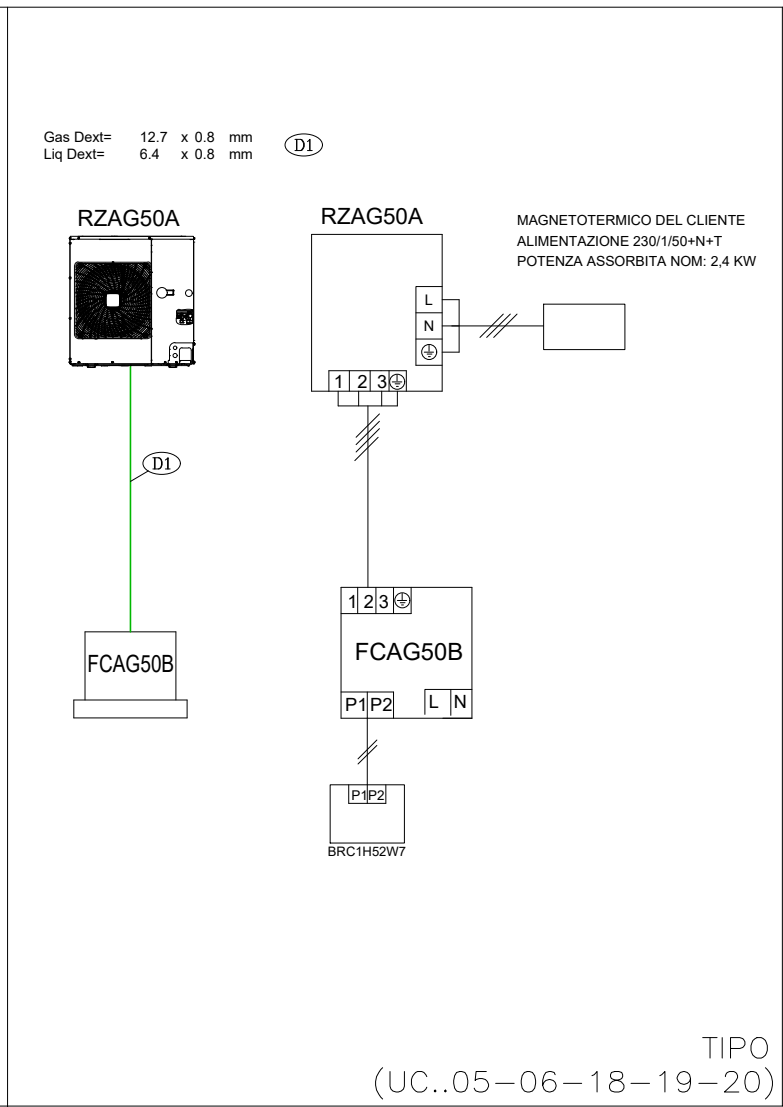 Gas Dext= 12.7 x 0.8 mm
Liq Dext= 6.4 x 0.8 mm
D1
RZAG50A
RZAG50A
MAGNETOTERMICO DEL CLIENTE
ALIMENTAZIONE 230/1/50+N+T
POTENZA ASSORBITA NOM: 2,4 KW
L
N
1 2 3
D1
1 2 3
FCAG50B
FCAG50B
P1 P2
L N
P1 P2
BRC1H52W7
TIPO
(UC..05-06-18-19-20)